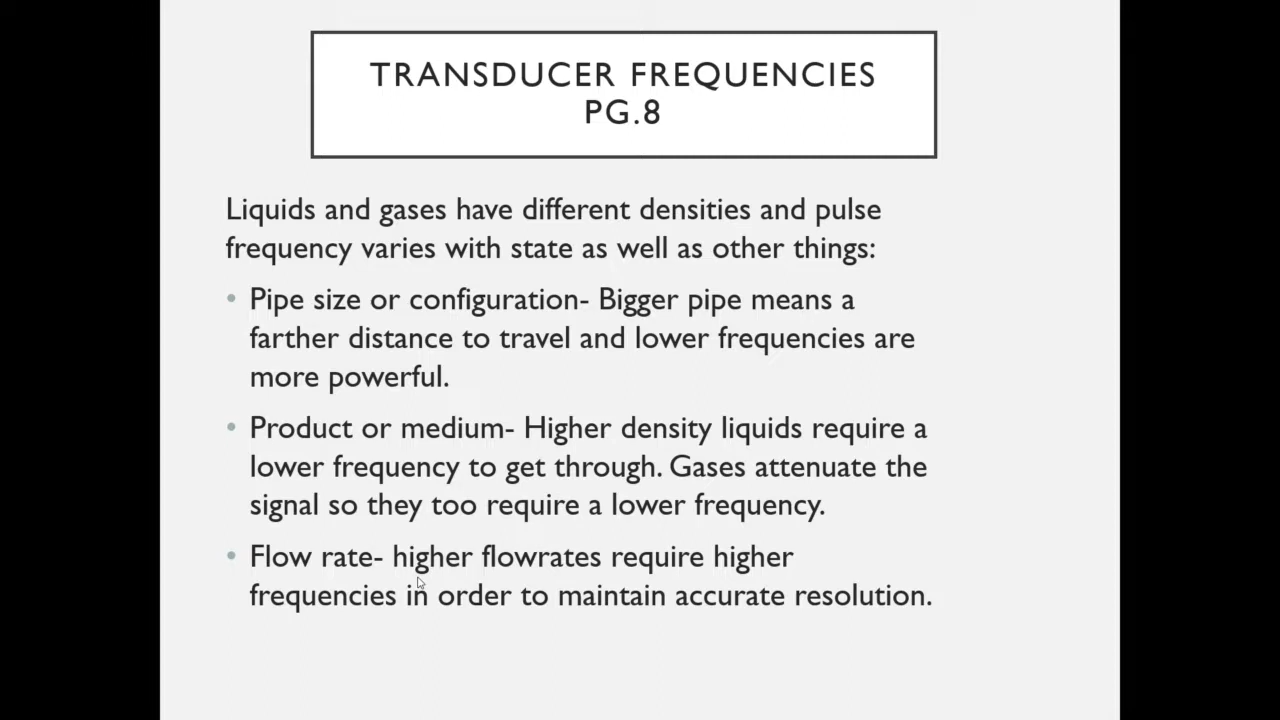 TRANSDUCER FREQUENCIES
PG.8
Liquids and gases have different densities and pulse
frequency varies with state as well as other things:
• Pipe size or configuration- Bigger pipe means a
farther distance to travel and lower frequencies are
more powerful.
• Product or medium- Higher density liquids require a
lower frequency to get through. Gases attenuate the
signal so they too require a lower frequency.
• Flow rate- higher flowrates require higher
frequencies in order to maintain accurate resolution.